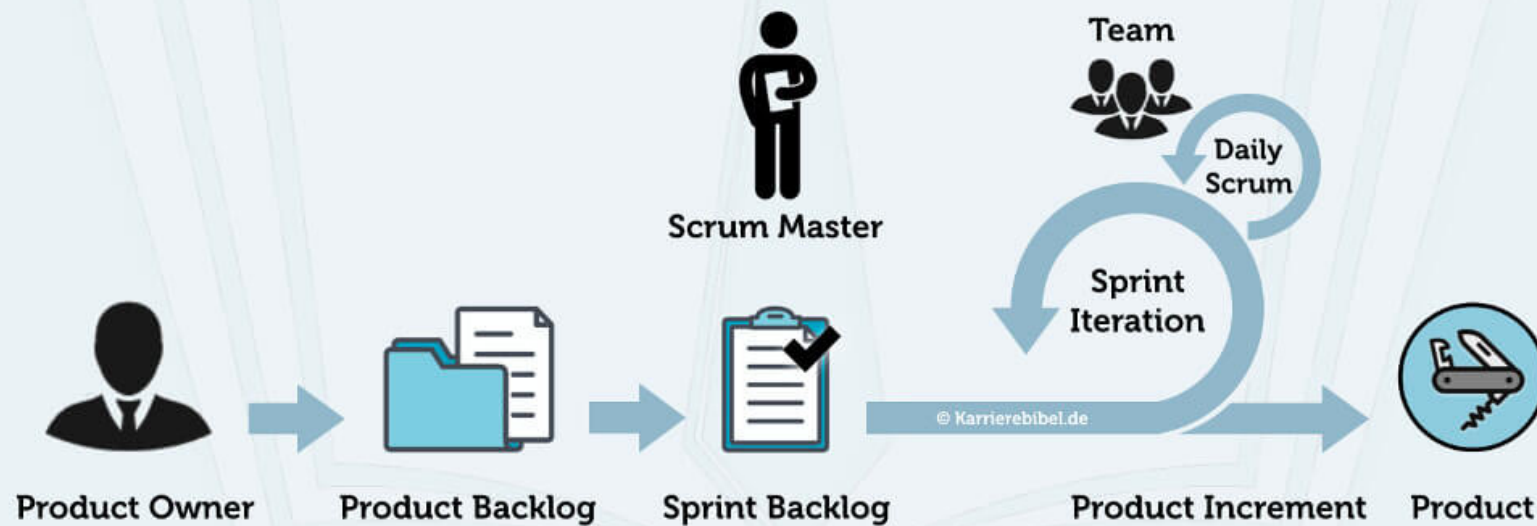 Team
Daily
Scrum
Scrum Master
Sprint
Iteration
© Karrierebibel.de
Product Owner
Product Backlog
Sprint Backlog
Product Increment
Product